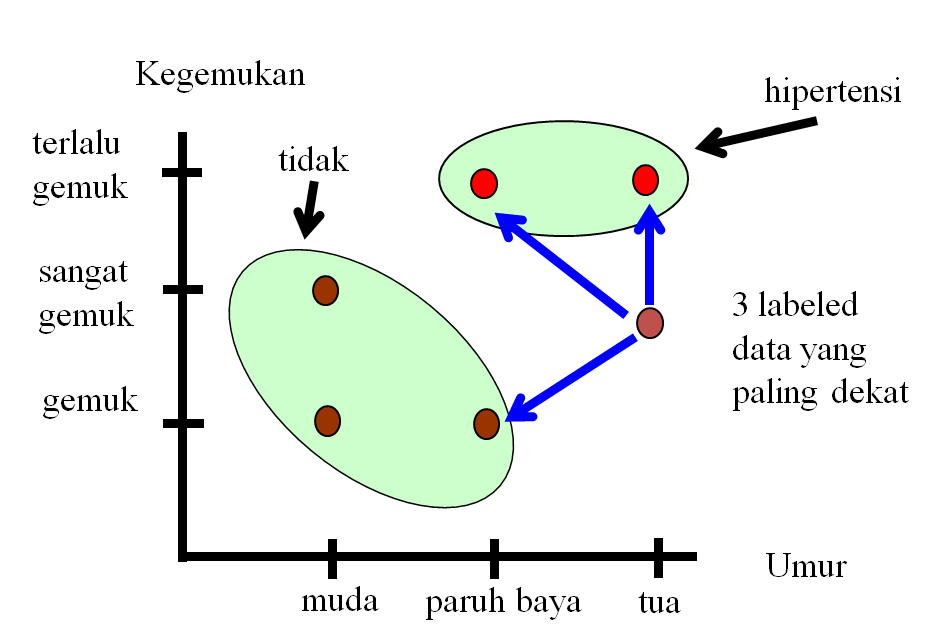 Kegemukan
hipertensi
terlalu
gemuk
tidak
sangat
gemuk
3 labeled
data yang
paling dekat
gemuk
Umur
muda
paruh baya
tua